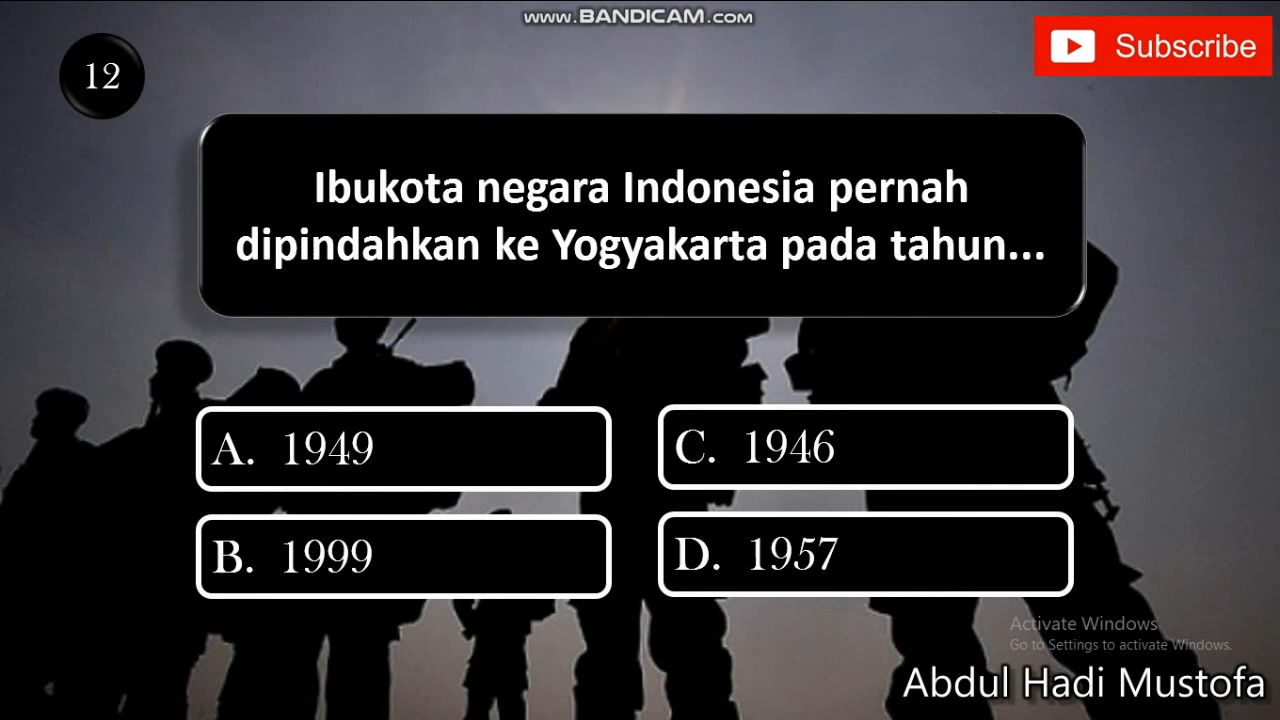 www.BANDICAM.com
Subscribe
12
Ibukota negara Indonesia pernah
dipindahkan ke Yogyakarta pada tahun...
A. 1949
C. 1946
B. 1999
D. 1957
Activate Windows
Go to Settings to activate Windows.
Abdul Hadi Mustofa